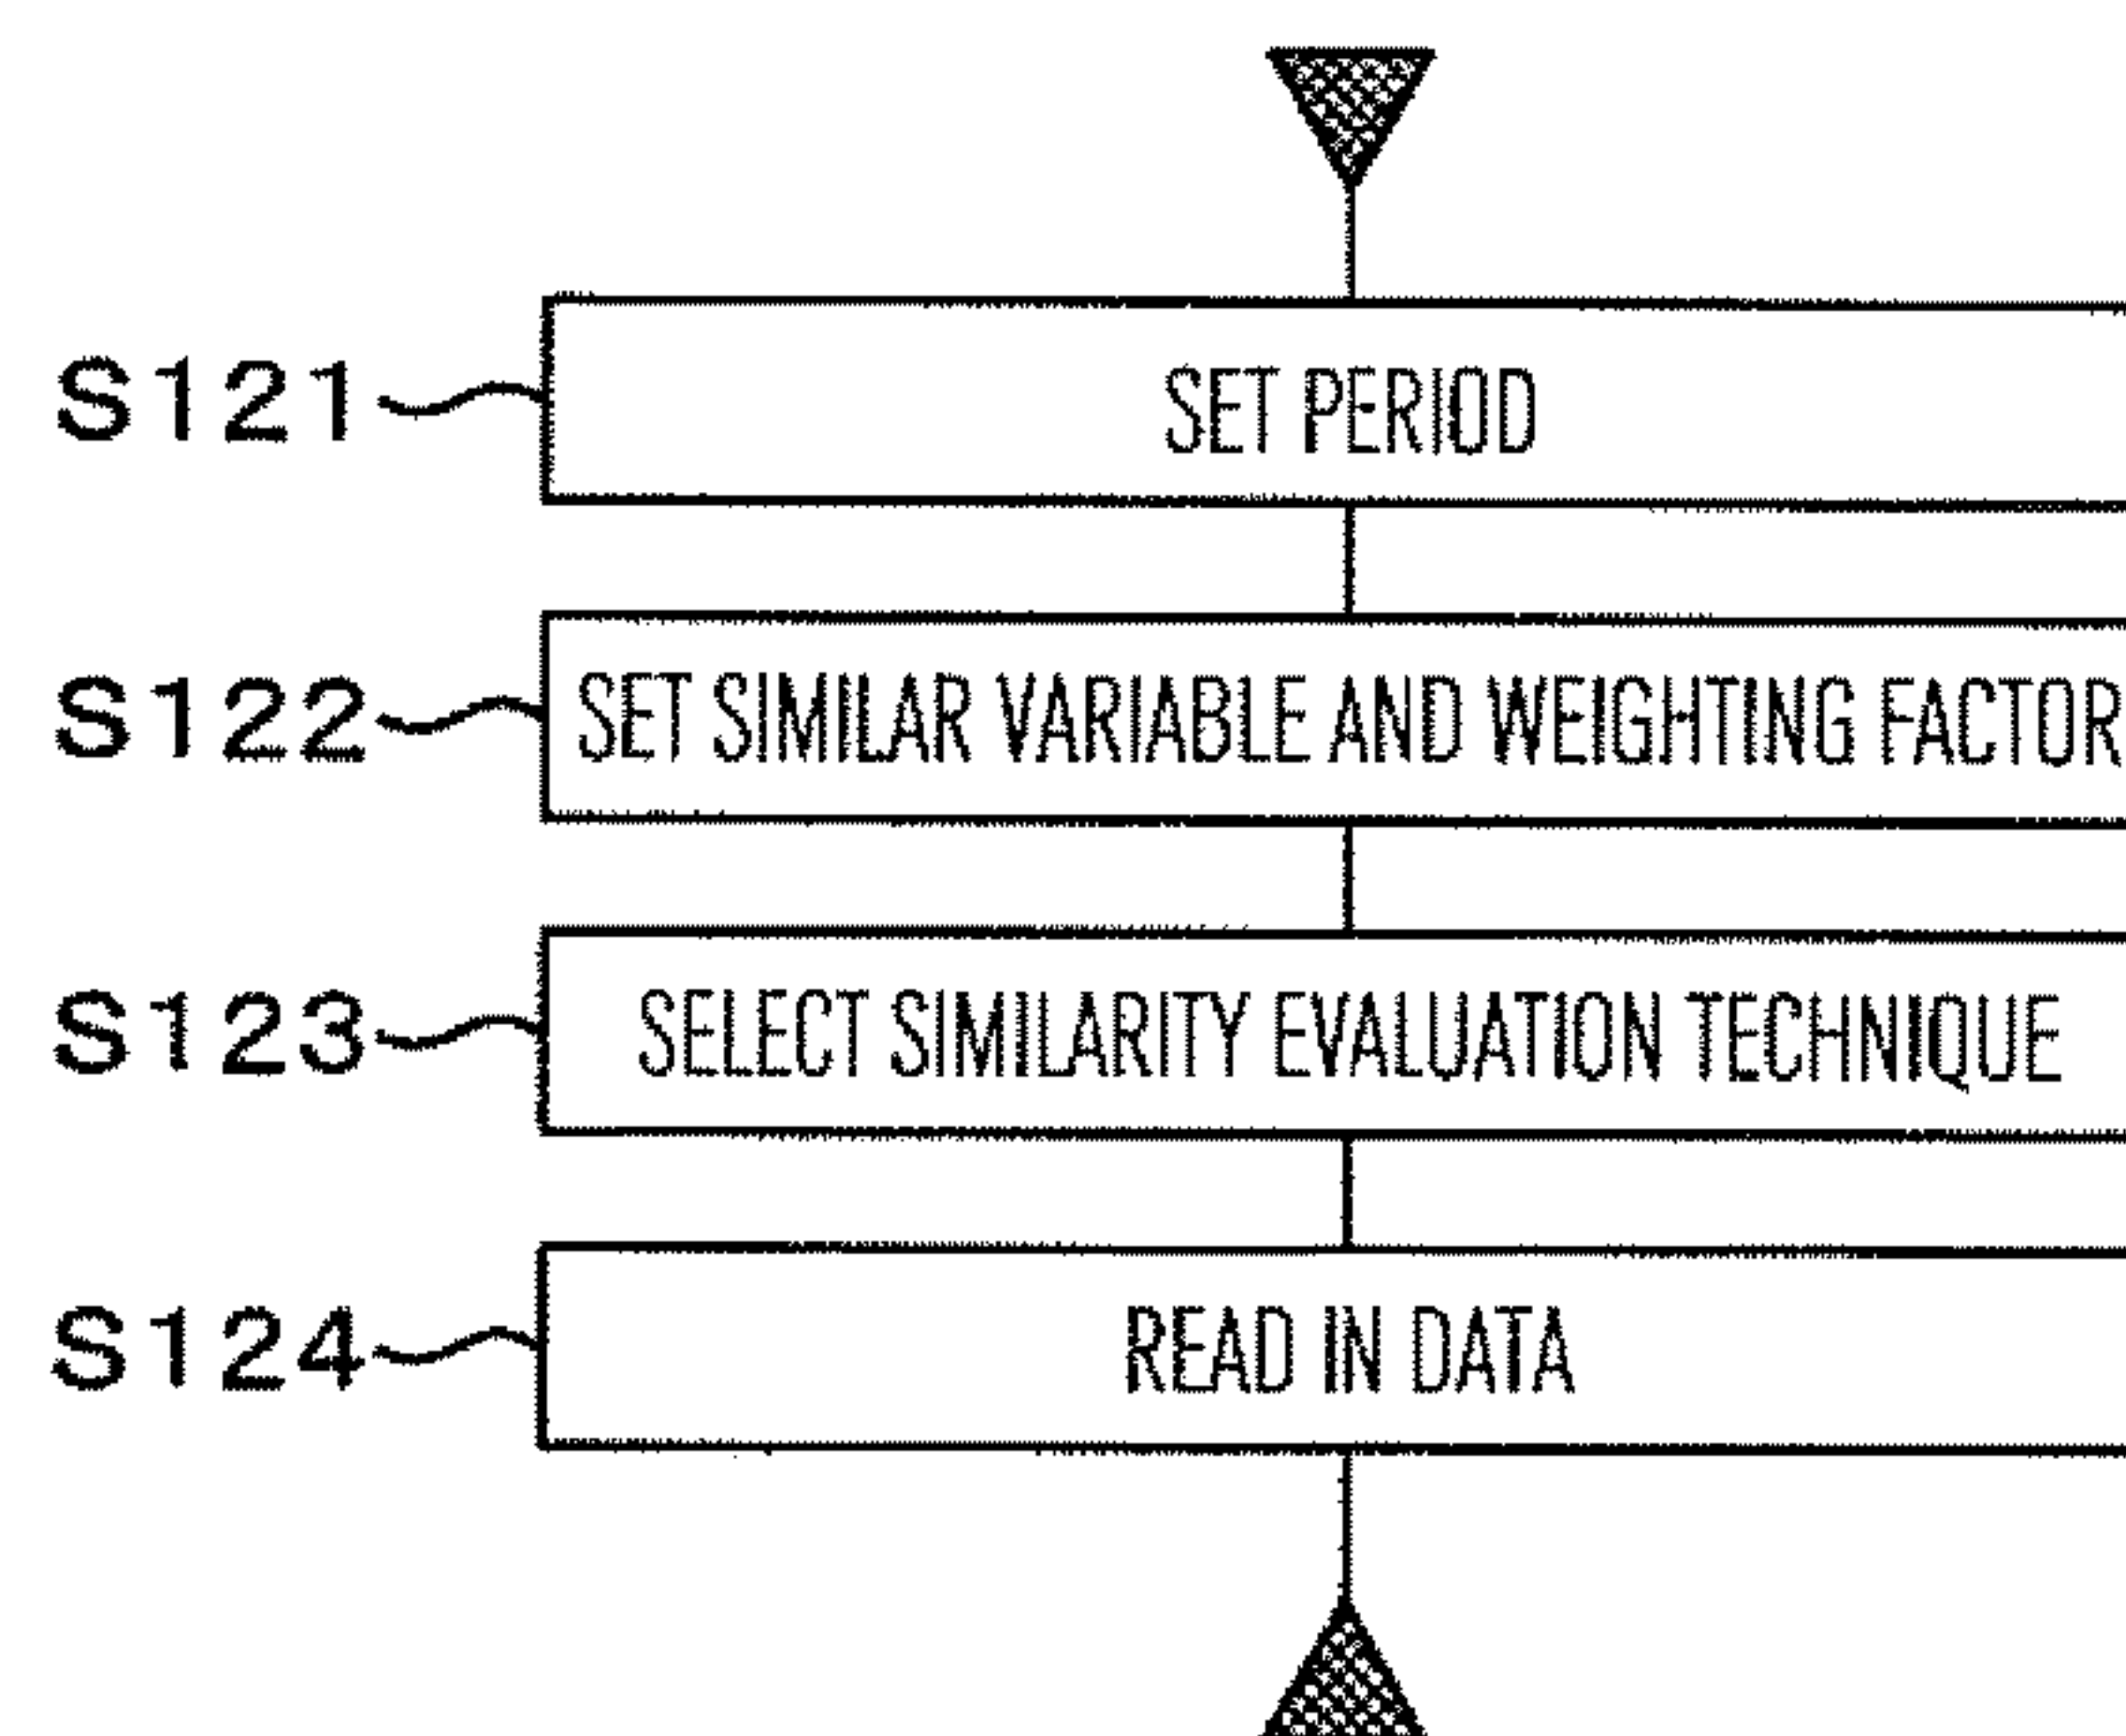 S121 SET PERIOD
S122 SET SIMILAR VARIABLE AND WEIGHTING FACTOR
S123 SELECT SIMILARITY EVALUATION TECHNIQUE
S124 READ IN DATA